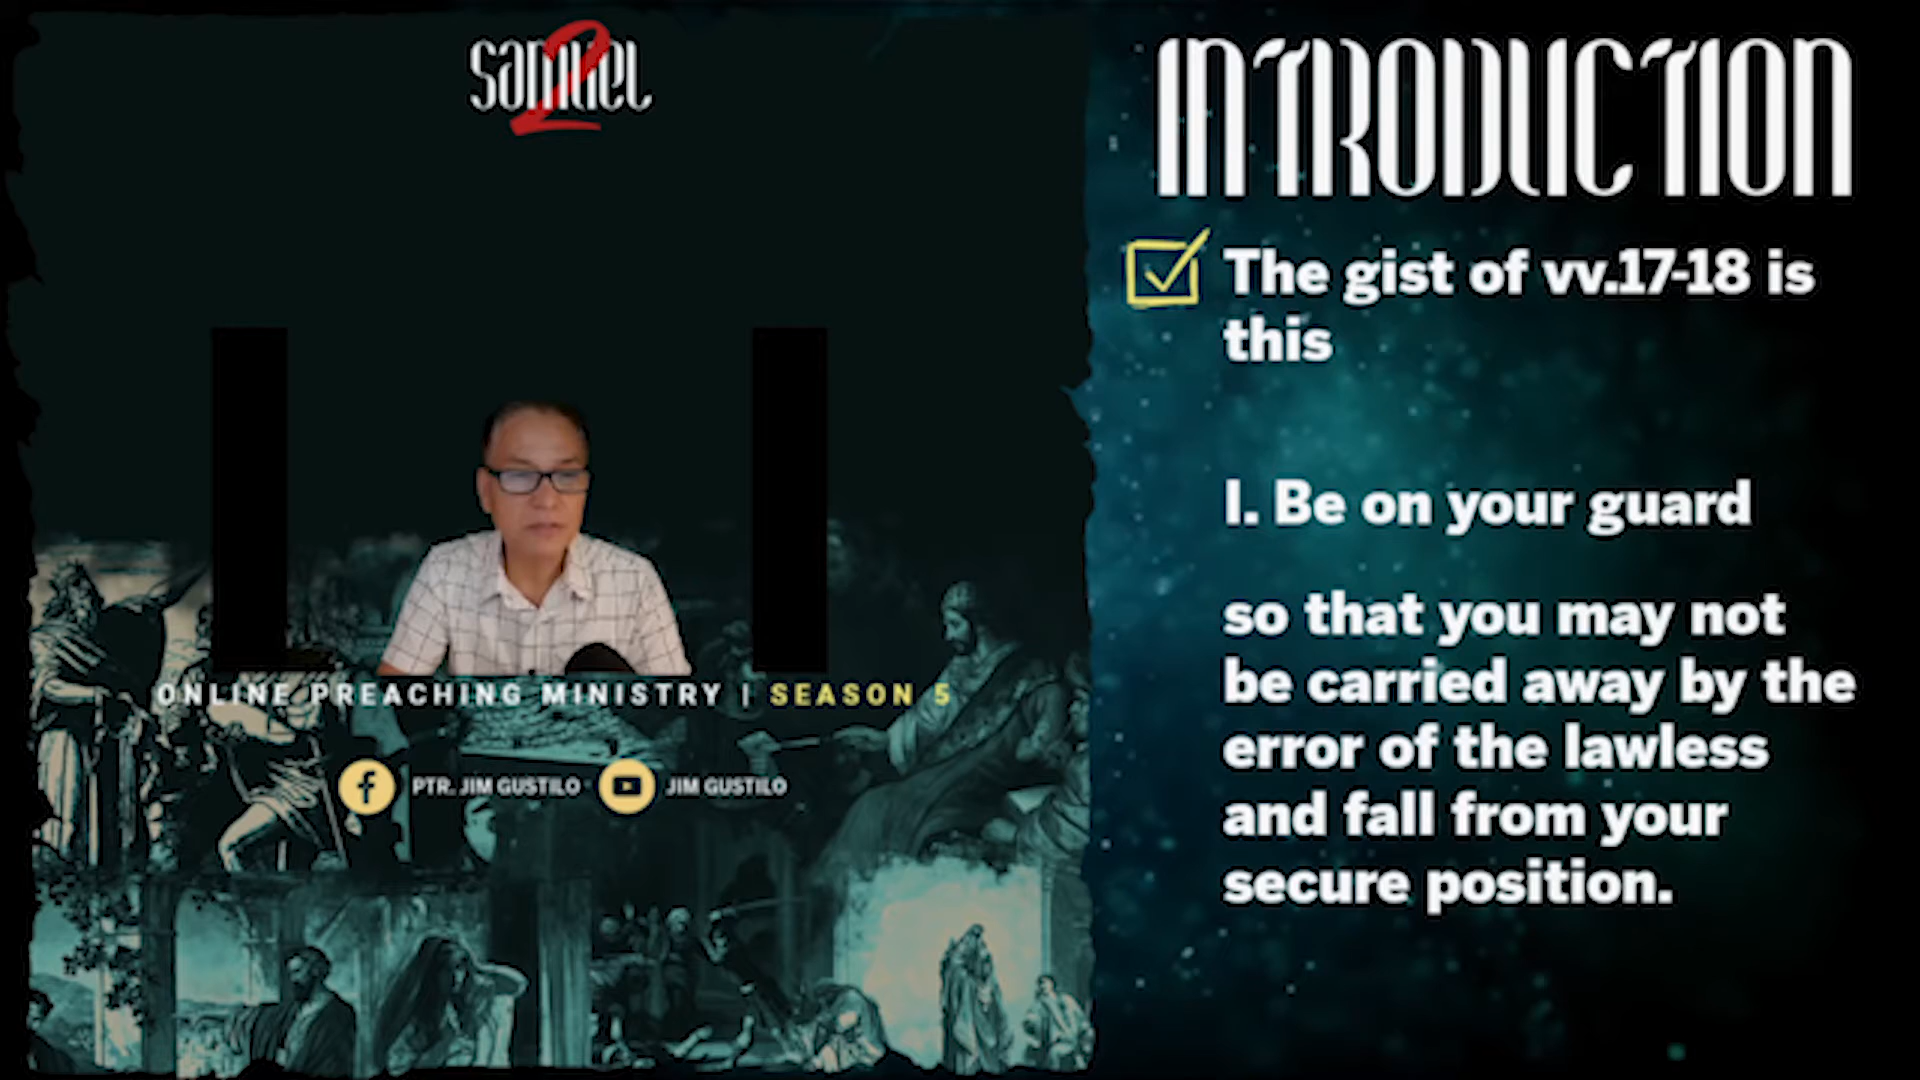 Samuel
2
ONLINE PREACHING MINISTRY | SEASON 5
PTR. JIM GUSTILO
JIM GUSTILO
INTRODUCTION
The gist of vv.17-18 is
this
I. Be on your guard
so that you may not
be carried away by the
error of the lawless
and fall from your
secure position.